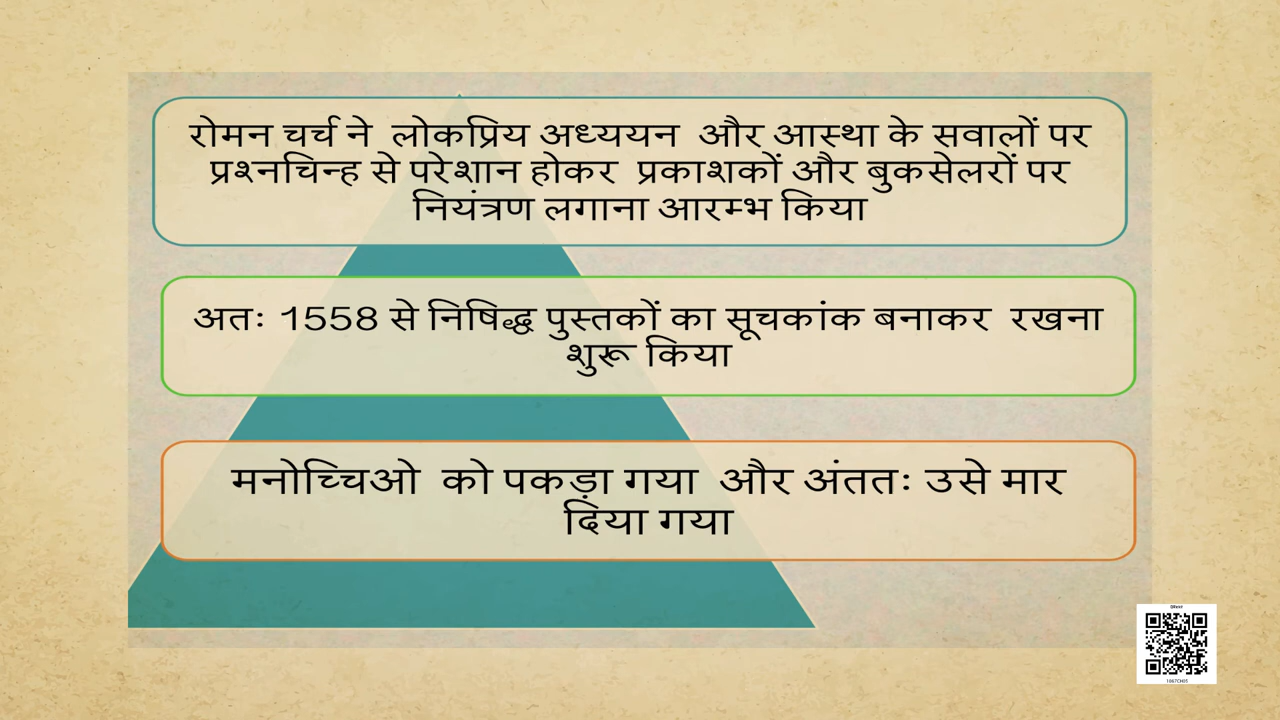 रोमन चर्च ने लोकप्रिय अध्ययन और आस्था के सवालों पर
प्रश्नचिन्ह से परेशान होकर प्रकाशकों और बुकसेलरों पर
नियंत्रण लगाना आरम्भ किया
अतः 1558 से निषिद्ध पुस्तकों का सूचकांक बनाकर रखना
शुरू किया
मनोच्चिओ को पकड़ा गया और अंततः उसे मार
दिया गया